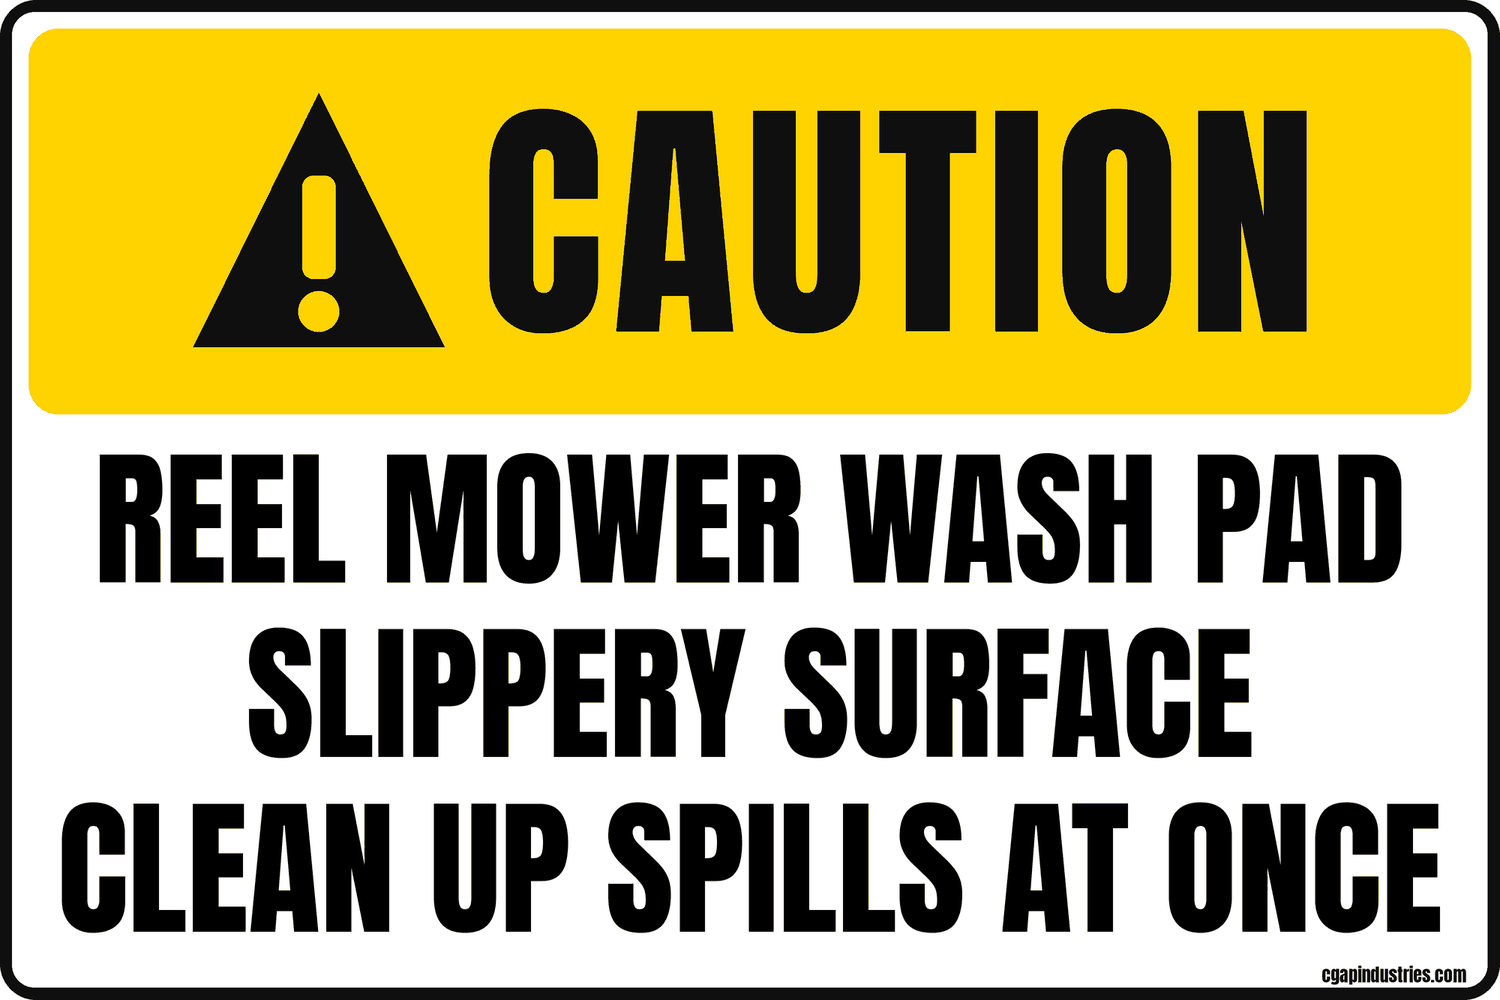 CAUTION
REEL MOWER WASH PAD
SLIPPERY SURFACE
CLEAN UP SPILLS AT ONCE
cgapindustries.com